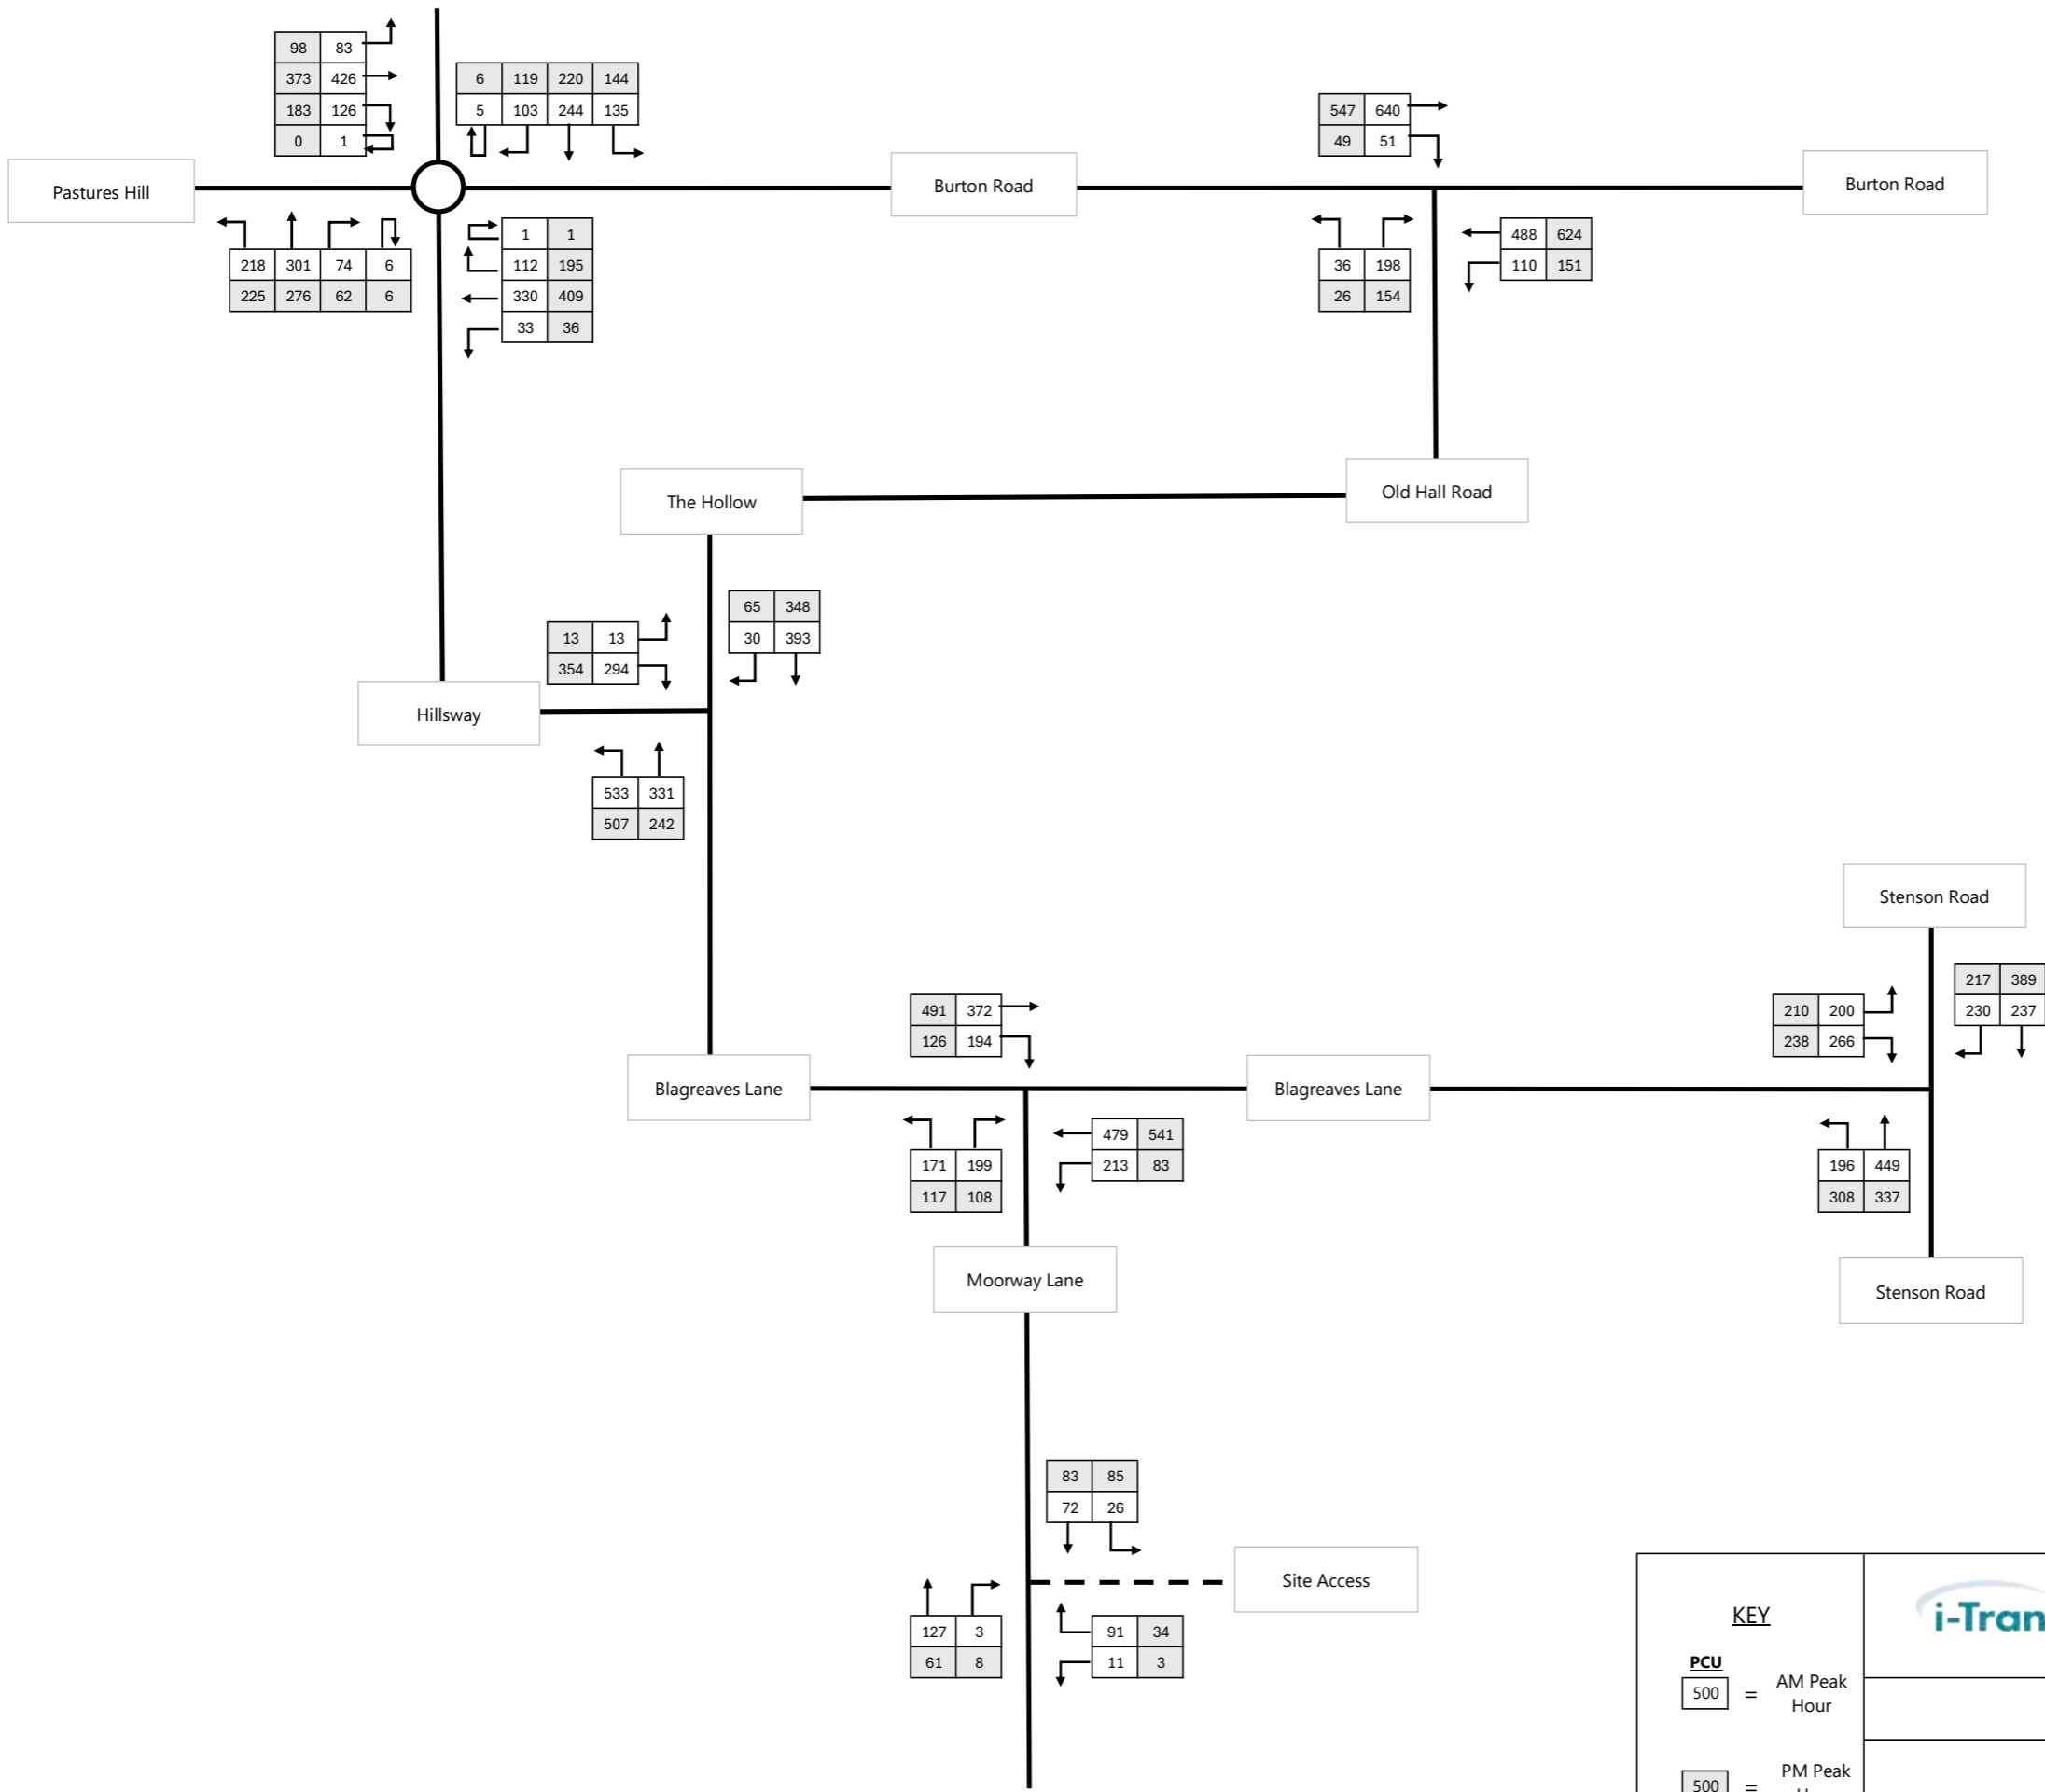 98 83
373 426
183 126
0 1
6 119 220 144
5 103 244 135
547 640
49 51
Pastures Hill
Burton Road
Burton Road
218 301 74 6
225 276 62 6
1 1
112 195
330 409
33 36
36 198
26 154
488 624
110 151
The Hollow
Old Hall Road
13 13
354 294
65 348
30 393
Hillsway
533 331
507 242
Stenson Road
491 372
126 194
210 200
238 266
217 389
230 237
Blagreaves Lane
Blagreaves Lane
171 199
117 108
479 541
213 83
196 449
308 337
Moorway Lane
Stenson Road
83 85
72 26
Site Access
127 3
61 8
91 34
11 3
KEY
i-Tran
PCU
500 = AM Peak
Hour
500 = PM Peak